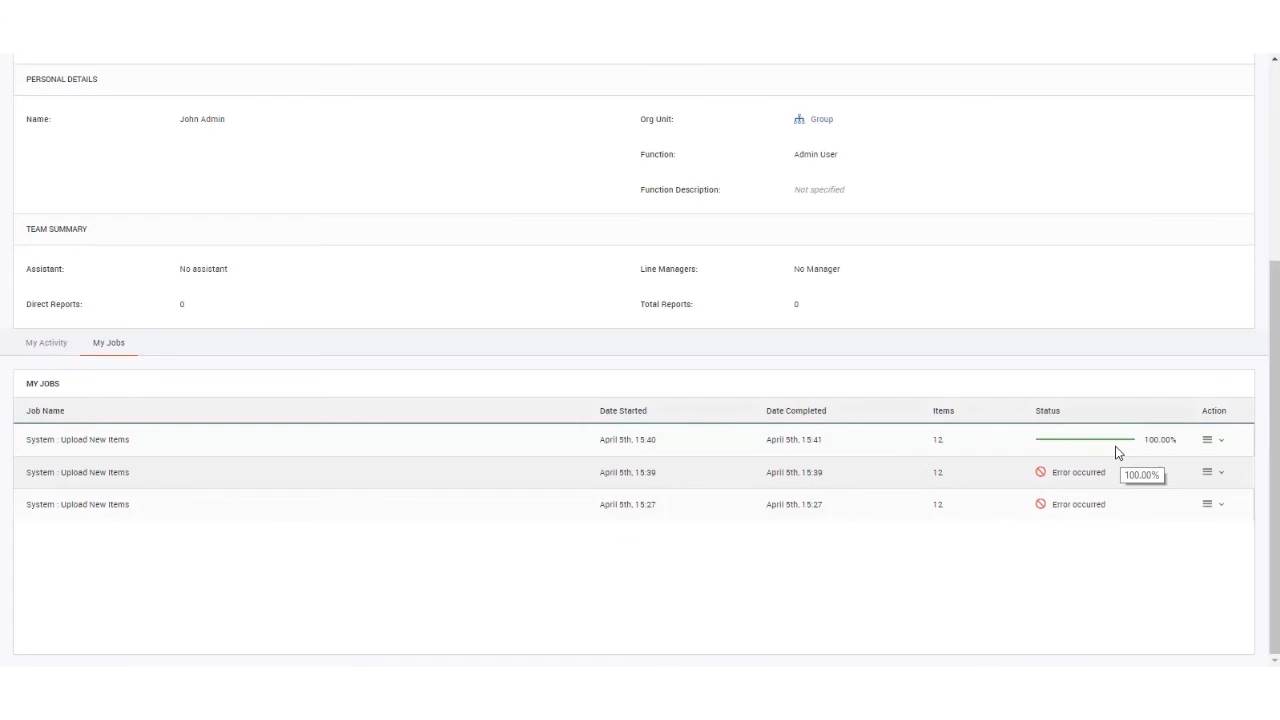 PERSONAL DETAILS
Name: John Admin Org Unit: Group
Function: Admin User
Function Description: Not specified
TEAM SUMMARY
Assistant: No assistant Line Managers: No Manager
Direct Reports: 0 Total Reports: 0
My Activity My Jobs
MY JOBS
Job Name Date Started Date Completed Items Status Action
System : Upload New Items April 5th, 15:40 April 5th, 15:41 12 100.00%
System : Upload New Items April 5th, 15:39 April 5th, 15:39 12 Error occurred
100.00%
System : Upload New Items April 5th, 15:27 April 5th, 15:27 12 Error occurred